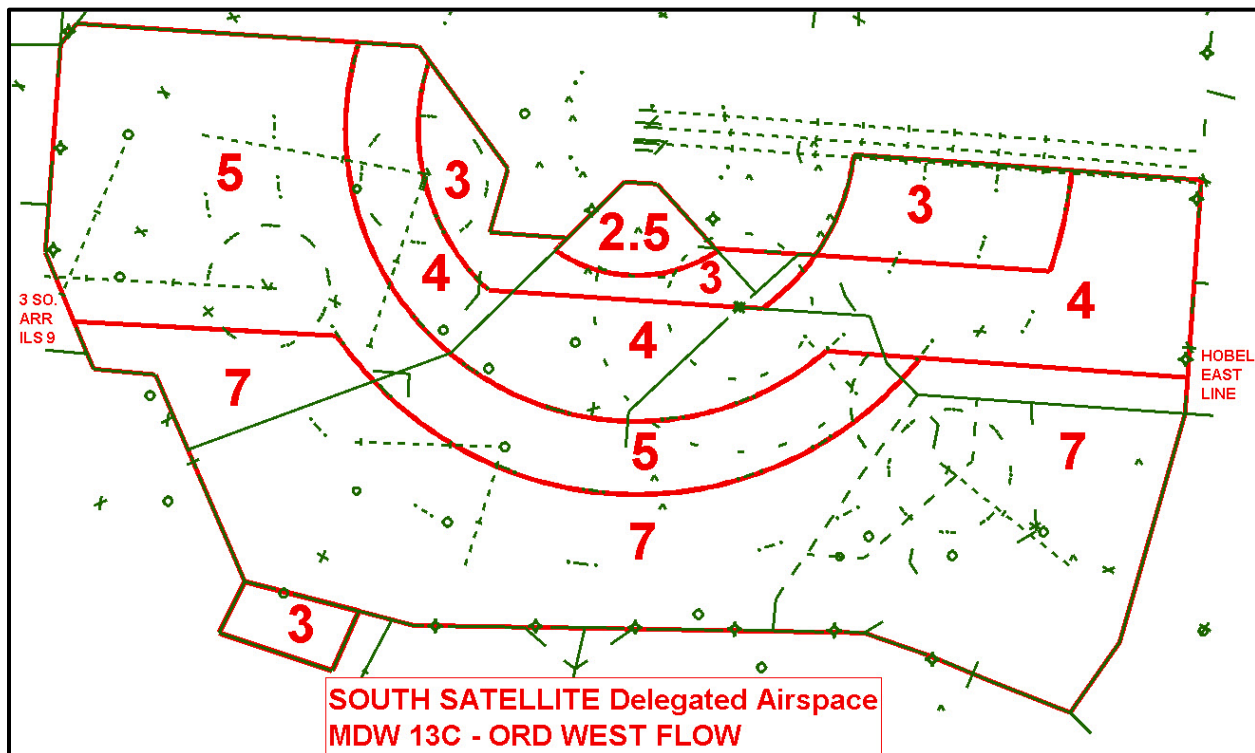 5
3
3
2.5
3
4
4
3 SO.
ARR
ILS 9
4
7
HOBEL
EAST
LINE
5
7
7
3
SOUTH SATELLITE Delegated Airspace
MDW 13C - ORD WEST FLOW